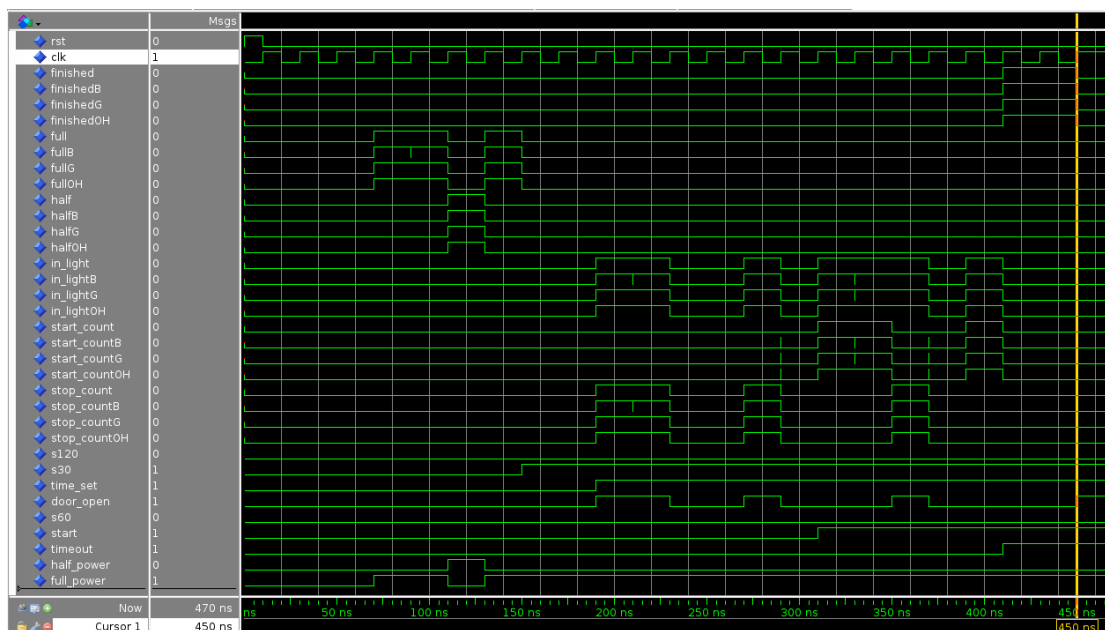 Msgs
rst 0
clk 1
finished 0
finishedB 0
finishedG 0
finishedOH 0
full 0
fullB 0
fullG 0
fullOH 0
half 0
halfB 0
halfG 0
halfOH 0
in_light 0
in_lightB 0
in_lightG 0
in_lightOH 0
start_count 0
start_countB 0
start_countG 0
start_countOH 0
stop_count 0
stop_countB 0
stop_countG 0
stop_countOH 0
s120 0
s30 1
time_set 1
door_open 1
s60 0
start 1
timeout 1
half_power 0
full_power 1
Now 470 ns ns 50 ns 100 ns 150 ns 200 ns 250 ns 300 ns 350 ns 400 ns 450 ns
Cursor 1 450 ns 450 ns